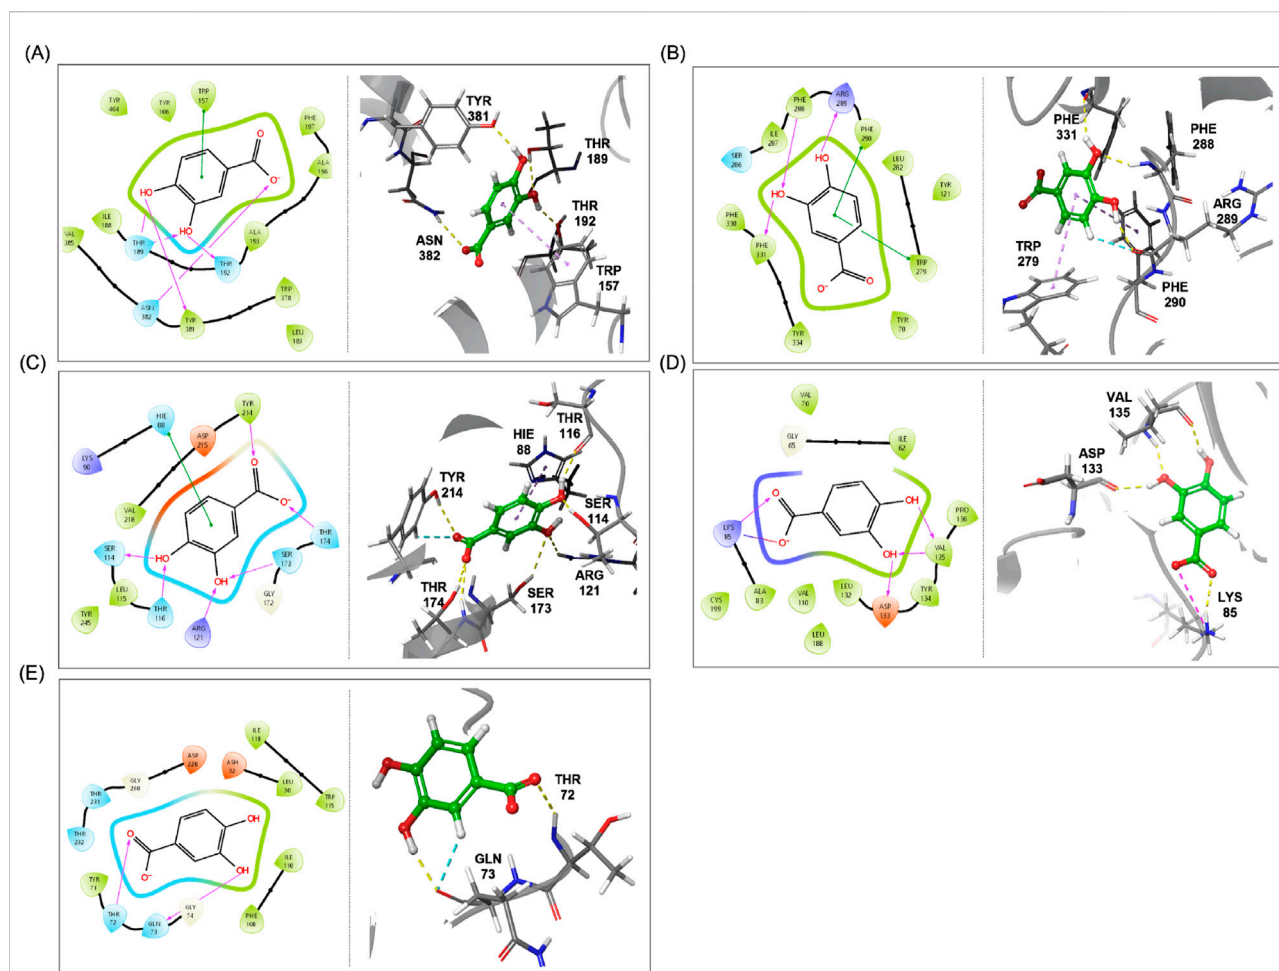 (A)
TYR
404
TYR
106
TRP
157
PHE
197
ALA
196
O
O-
HO
HO
ILE
188
VAL
385
THR
189
ALA
193
THR
192
ASN
382
TYR
381
TRP
378
LEU
183
TYR
381
THR
189
THR
192
ASN
382
TRP
157
(B)
PHE
288
ARG
289
ILE
287
PHE
290
SER
286
LEU
282
TYR
121
HO
HO
PHE
330
PHE
331
TRP
279
O
O-
TYR
70
TYR
334
PHE
331
PHE
288
ARG
289
TRP
279
PHE
290
(C)
HIE
88
TYR
214
ASP
215
LYS
90
O
O-
VAL
218
THR
174
SER
114
HO
SER
173
OH
LEU
115
GLY
172
TYR
245
THR
116
ARG
121
THR
116
HIE
88
TYR
214
SER
114
ARG
121
THR
174
SER
173
(D)
VAL
70
GLY
65
ILE
62
O
OH
LYS
85
O-
OH
PRO
136
VAL
135
CYS
199
ALA
83
VAL
110
LEU
132
TYR
134
ASP
133
LEU
188
VAL
135
ASP
133
LYS
85
(E)
ILE
118
ASP
228
ASH
32
GLY
230
LEU
30
THR
231
TRP
115
THR
232
O
OH
O-
OH
ILE
110
TYR
71
THR
72
GLN
73
GLY
74
PHE
108
THR
72
GLN
73